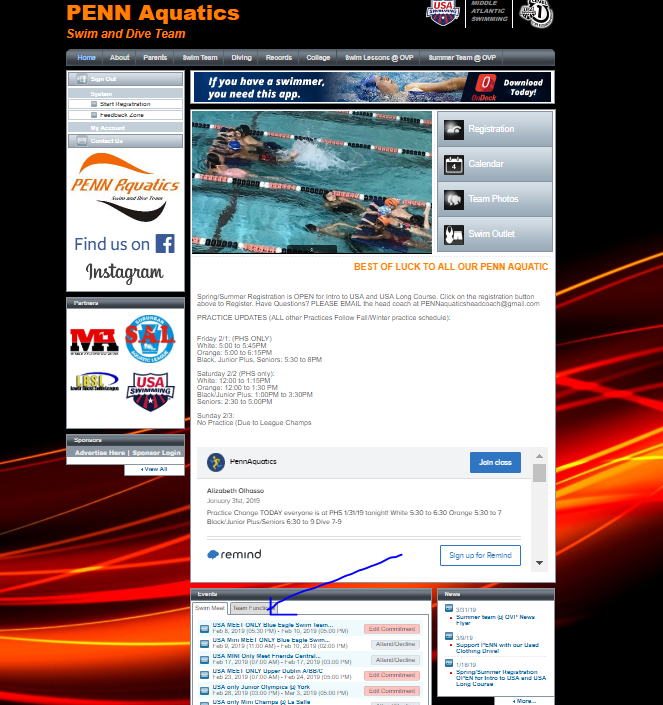 PENN Aquatics
Swim and Dive Team
USA SWIMMING
MIDDLE
ATLANTIC
SWIMMING
Home About Parents Swim Team Diving Records College Swim Lessons @ OVP Summer Team @ OVP
Sign Out
System
Start Registration
Feedback Zone
My Account
Contact Us
PENN Aquatics
Swim and Dive Team
Find us on
Instagram
Partners
MA
SUBURBAN
SAL
AQUATIC LEAGUE
LBSL
USA
SWIMMING
Sponsors
Advertise Here | Sponsor Login
View All
If you have a swimmer,
you need this app.
OnDeck
Download
Today!
Registration
Calendar
4
Team Photos
Swim Outlet
BEST OF LUCK TO ALL OUR PENN AQUATIC
Spring/Summer Registration is OPEN for Intro to USA and USA Long Course. Click on the registration button
above to Register. Have Questions? PLEASE EMAIL the head coach at PENNaquaticsheadcoach@gmail.com
PRACTICE UPDATES (ALL other Practices Follow Fall/Winter practice schedule):
Friday 2/1: (PHS ONLY)
White: 5:00 to 5:45PM
Orange: 5:00 to 6:15PM
Black, Junior Plus, Seniors: 5:30 to 8PM
Saturday 2/2 (PHS only):
White: 12:00 to 1:15PM
Orange: 12:00 to 1:30 PM
Black/Junior Plus: 1:00PM to 3:30PM
Seniors: 2:30 to 5:00PM
Sunday 2/3:
No Practice (Due to League Champs
PennAquatics
Join class
Alizabeth Olhasso
January 31st, 2019
Practice Change TODAY everyone is at PHS 1/31/19 tonight! White 5:30 to 6:30 Orange 5:30 to 7
Black/Junior Plus/Seniors 6:30 to 9 Dive 7-9
remind
Sign up for Remind
Events
Swim Meet Team Functi
USA MEET ONLY Blue Eagle Swim Team...
Feb 8, 2019 (05:30 PM) - Feb 10, 2019 (05:00 PM)
Edit Commitment
USA Mini MEET ONLY Blue Eagle Swi...
Feb 9, 2019 (11:00 AM) - Feb 10, 2019 (02:00 PM)
Attend/Decline
USA MINI Only Meet Friends Central...
Feb 17, 2019 (07:00 AM) - Feb 17, 2019 (03:00 PM)
Attend/Decline
USA MEET ONLY Upper Dublin A/BB/C
Feb 23, 2019 (07:00 AM) - Feb 24, 2019 (05:00 PM)
Edit Commitment
USA only Junior Olympics @ York
Feb 28, 2019 (03:00 PM) - Mar 3, 2019 (05:00 PM)
Edit Commitment
USA only Mini Champs @ La Salle
Attend/Decline
News
3/31/19
Summer team @ OVP News
Flyer
3/8/19
Support PENN with our Used
Clothing Drive!
1/18/19
Spring/Summer Registration
OPEN for Intro to USA and USA
Long Course
More...